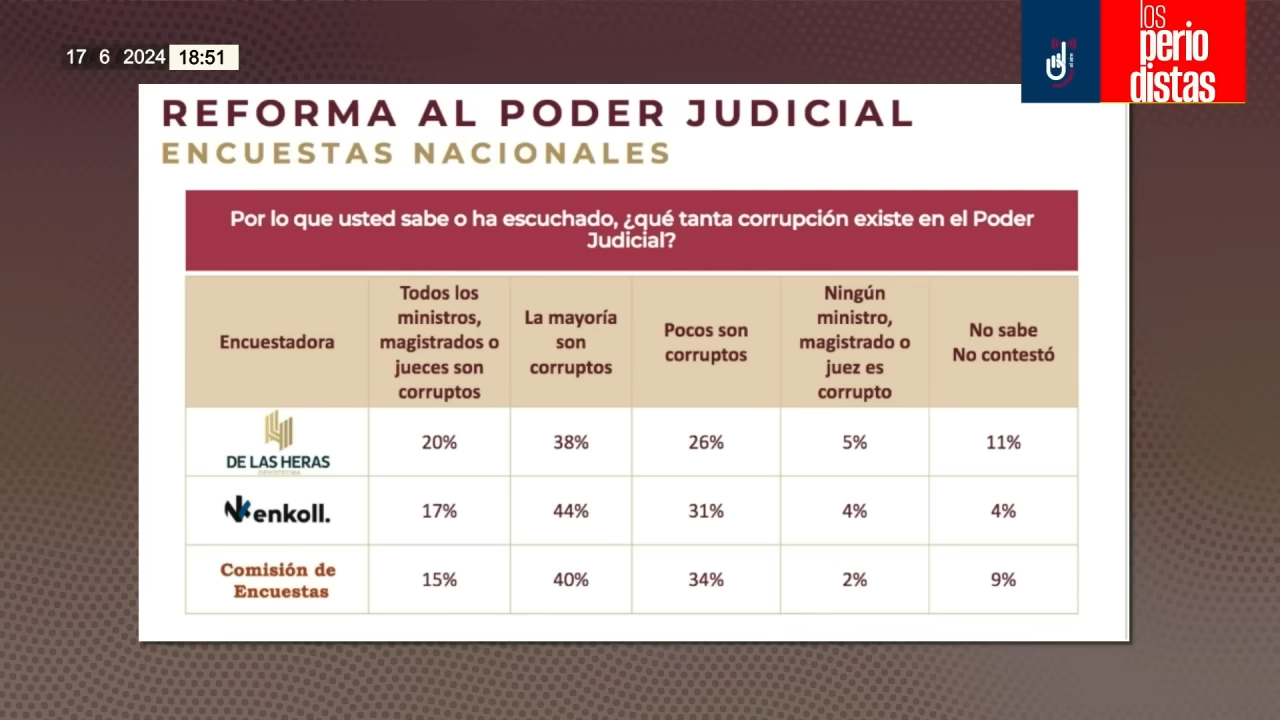 17 6 2024 18:51
los
perio
distas
REFORMA AL PODER JUDICIAL
ENCUESTAS NACIONALES
Por lo que usted sabe o ha escuchado, ¿qué tanta corrupción existe en el Poder
Judicial?
Encuestadora
Todos los
ministros,
magistrados o
jueces son
corruptos
La mayoría
son
corruptos
Pocos son
corruptos
Ningún
ministro,
magistrado o
juez es
corrupto
No sabe
No contestó
DE LAS HERAS
20%
38%
26%
5%
11%
enkoll.
17%
44%
31%
4%
4%
Comisión de
Encuestas
15%
40%
34%
2%
9%